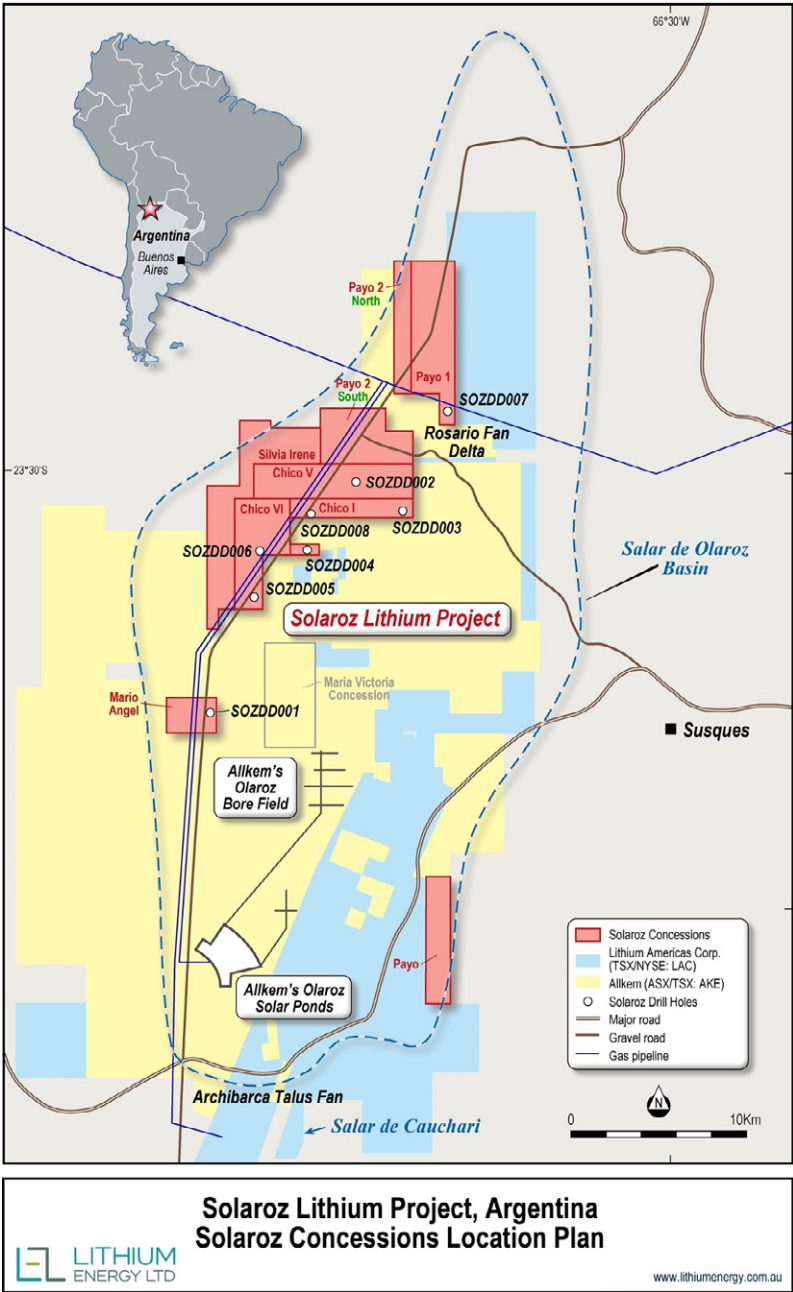 66°30'W
Argentina
Buenos
Aires
Payo 2
North
Payo 1
Payo 2
South
SOZDD007
Rosario Fan
Delta
23°30'S
Silvia Irene
Chico V
SOZDD002
Chico VI
Chico I
SOZDD008
SOZDD003
SOZDD006
SOZDD004
Salar de Olaroz
Basin
SOZDD005
Solaroz Lithium Project
Maria Victoria
Concession
Mario
Angel
SOZDD001
Susques
Allkem's
Olaroz
Bore Field
Payo
Allkem's Olaroz
Solar Ponds
Solaroz Concessions
Lithium Americas Corp.
(TSX/NYSE: LAC)
Allkem (ASX/TSX: AKE)
Solaroz Drill Holes
Major road
Gravel road
Gas pipeline
Archibarca Talus Fan
Salar de Cauchari
N
0 10Km
Solaroz Lithium Project, Argentina
Solaroz Concessions Location Plan
LITHIUM
ENERGY LTD
www.lithiumenergy.com.au